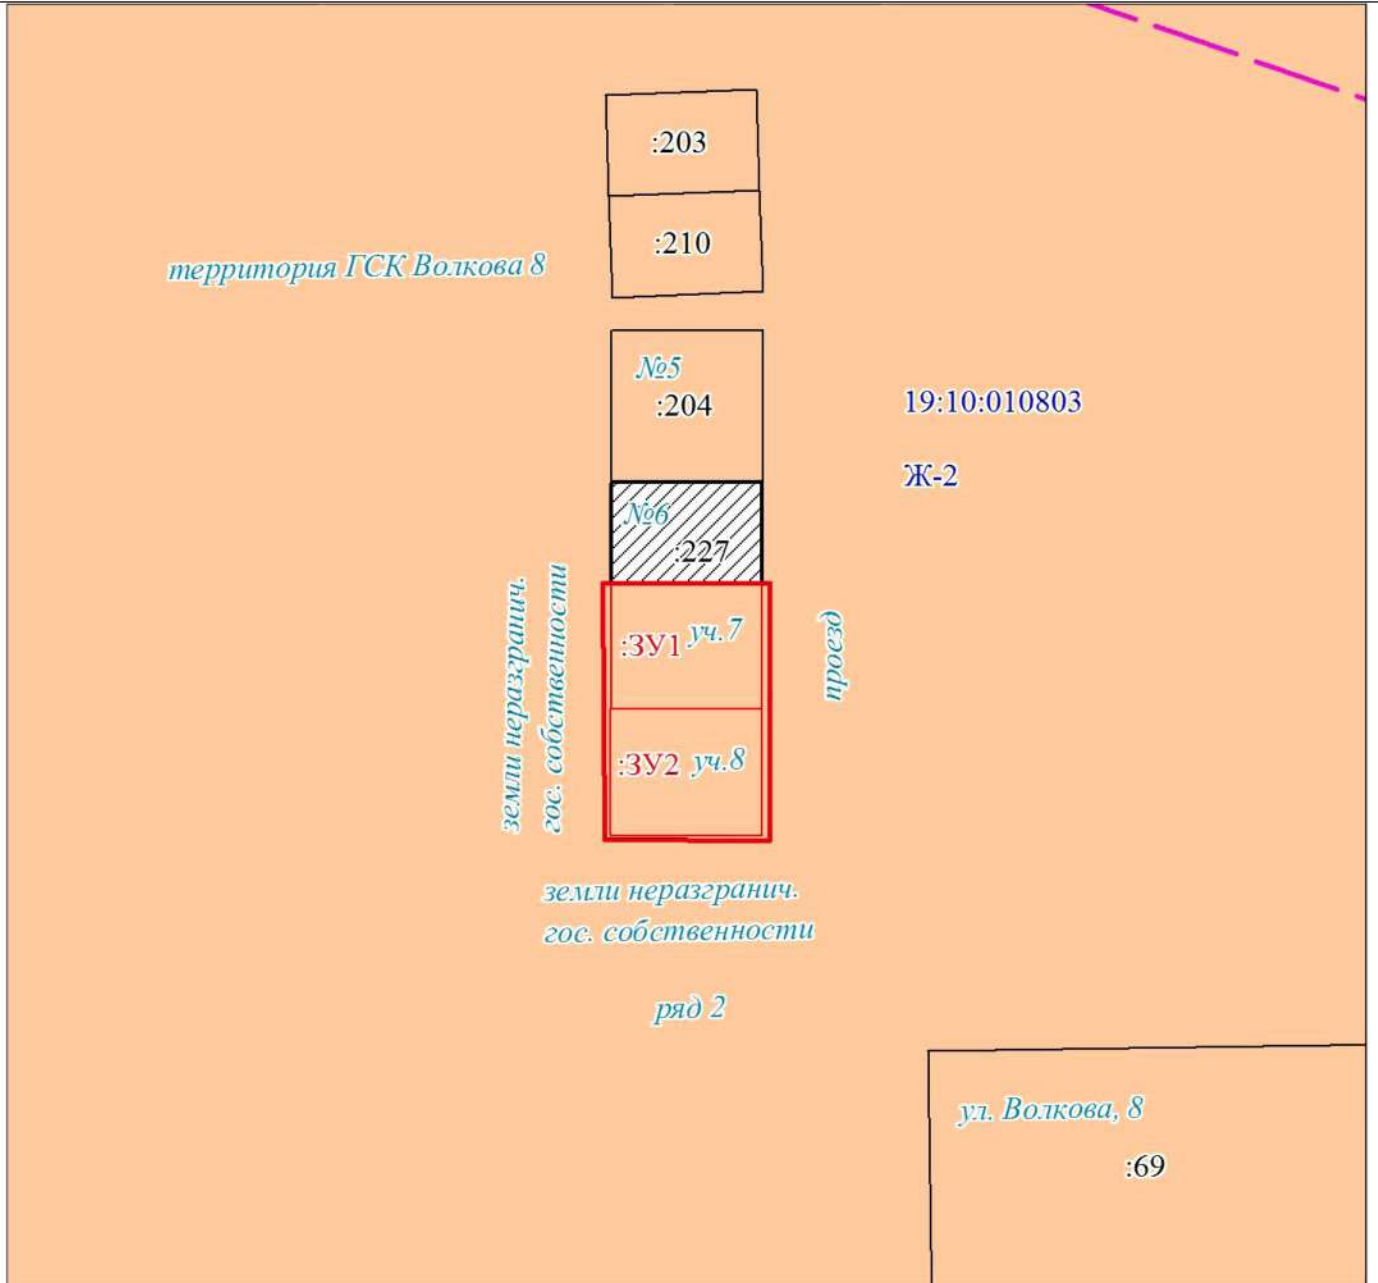 :203
:210
территория ГСК Волкова 8
№5
:204
19:10:010803
Ж-2
№6
:227
земли неразгранич.
гос. собственности
:ЗУ1 уч.7
проезд
:ЗУ2 уч.8
земли неразгранич.
гос. собственности
ряд 2
ул. Волкова, 8
:69